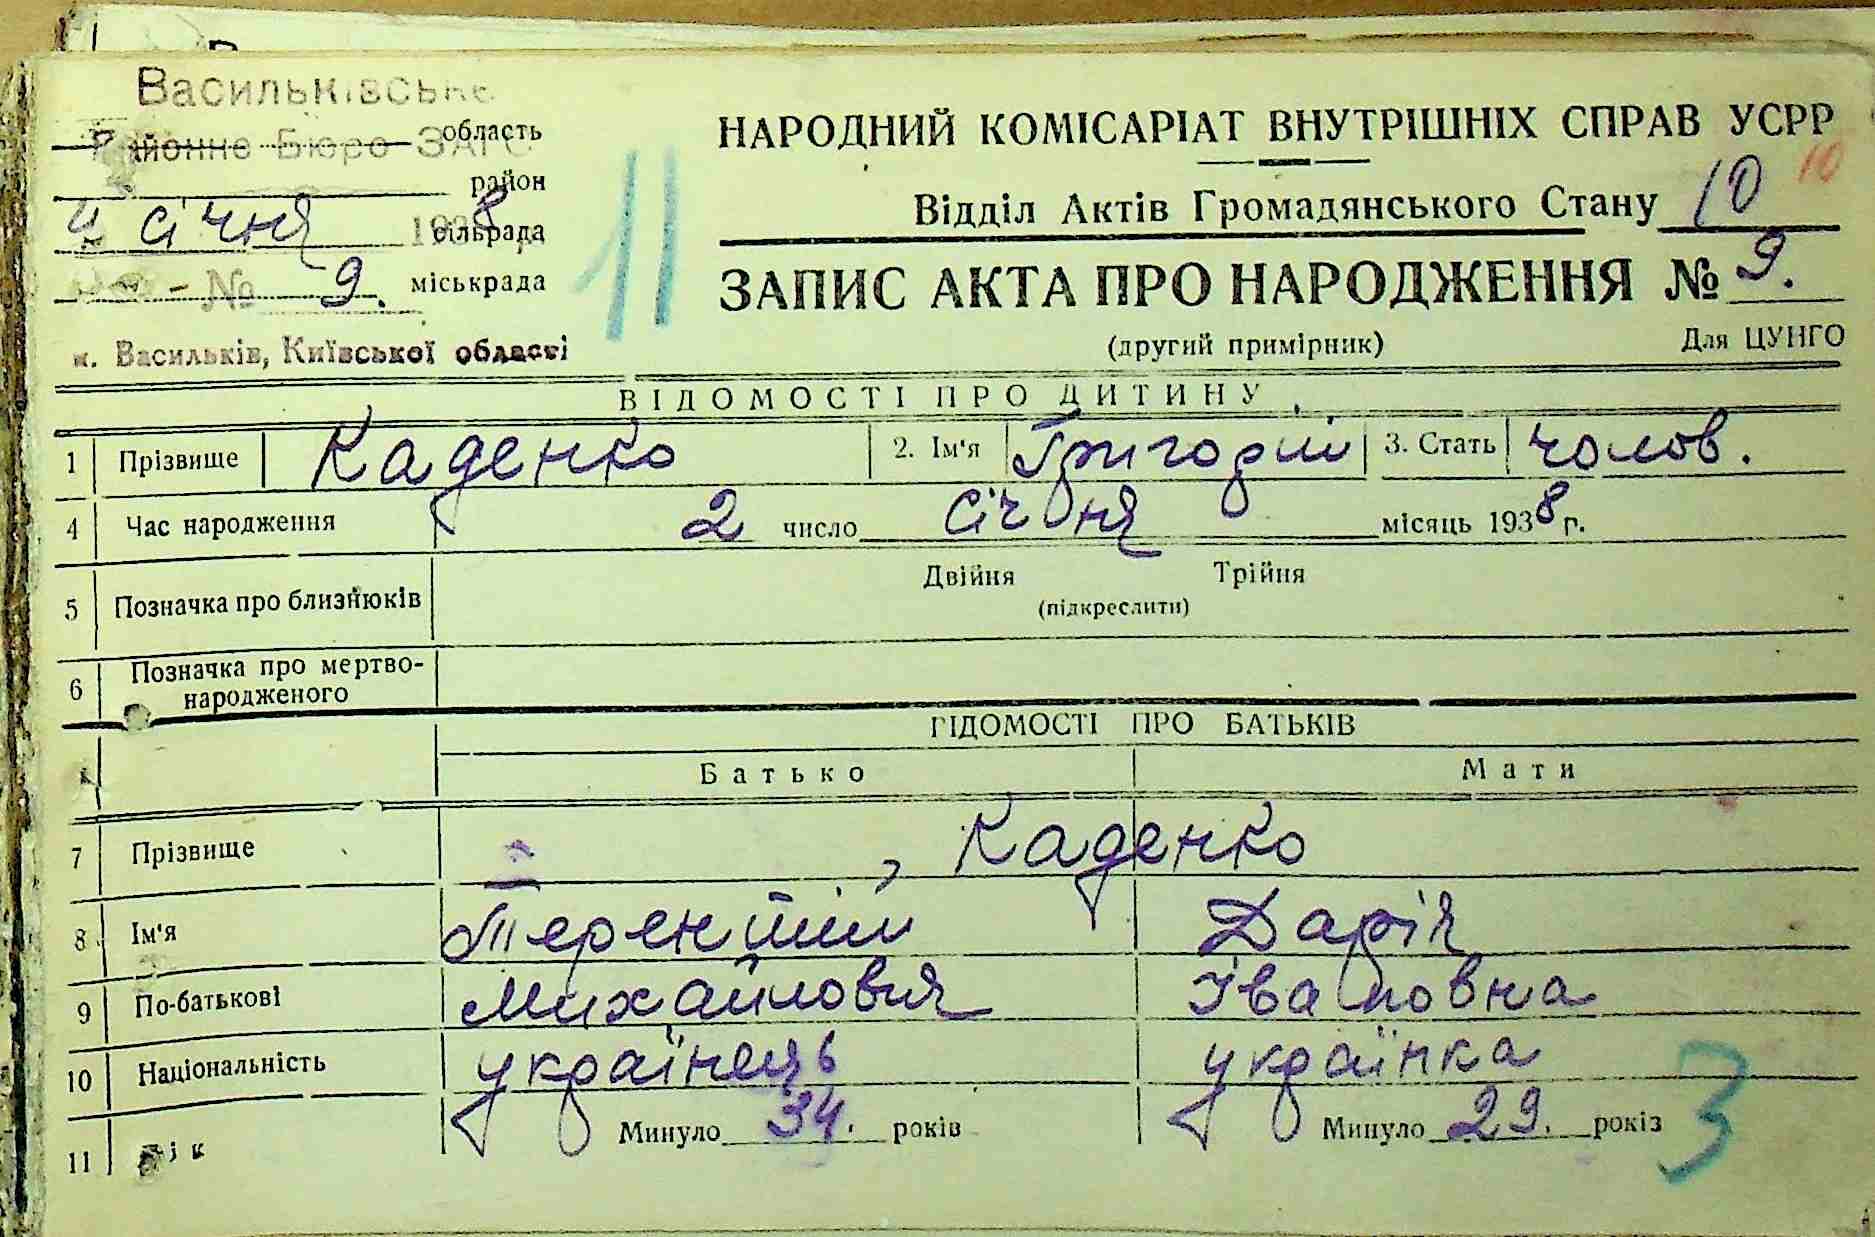 Васильківське
Районне Бюро ЗАГС область
район
4 січня 1938 р. сільрада
№ 9. міськрада
м. Васильків, Київської області
11
НАРОДНИЙ КОМІСАРІАТ ВНУТРІШНІХ СПРАВ УСРР
Відділ Актів Громадянського Стану 10 10
ЗАПИС АКТА ПРО НАРОДЖЕННЯ № 9.
(другий примірник) Для ЦУНГО
ВІДОМОСТІ ПРО ДИТИНУ
1 Прізвище Каденко 2. Ім'я Григорій 3. Стать чолов.
4 Час народження 2 число січня місяць 1938 р.
5 Позначка про близнюків Двійня Трійня
(підкреслити)
6 Позначка про мертво-
народженого
ВІДОМОСТІ ПРО БАТЬКІВ
Батько Мати
7 Прізвище Каденко
8 Ім'я Терентій Дарія
9 По-батькові Михайлович Івановна
10 Національність українець українка
11 Вік Минуло 34. років Минуло 29. років
3